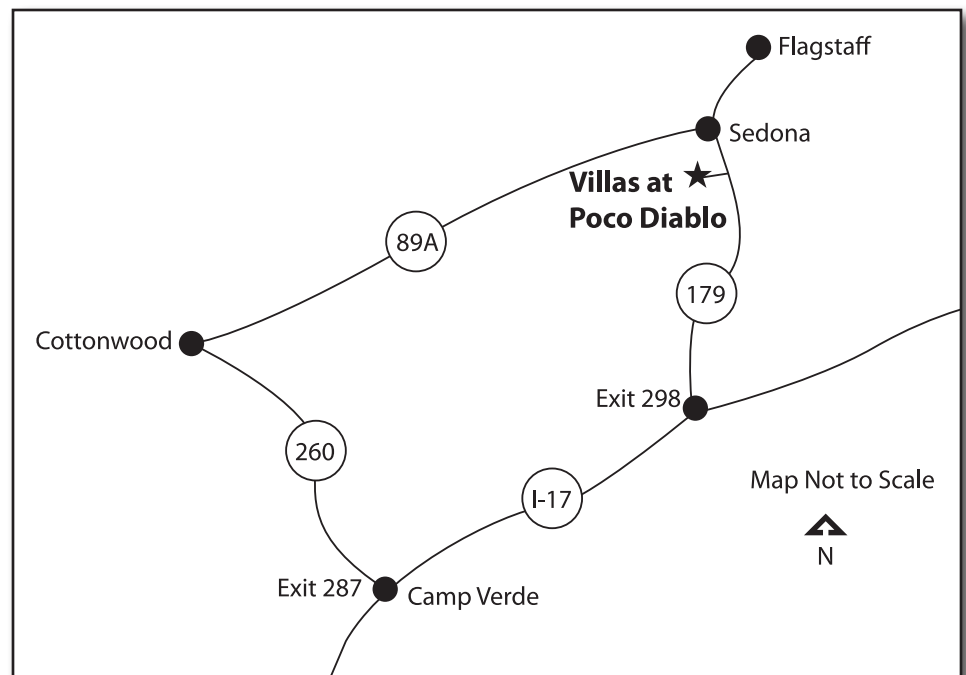 Flagstaff
Sedona
Villas at
Poco Diablo
89A
179
Cottonwood
Exit 298
260
Map Not to Scale
I-17
N
Exit 287
Camp Verde